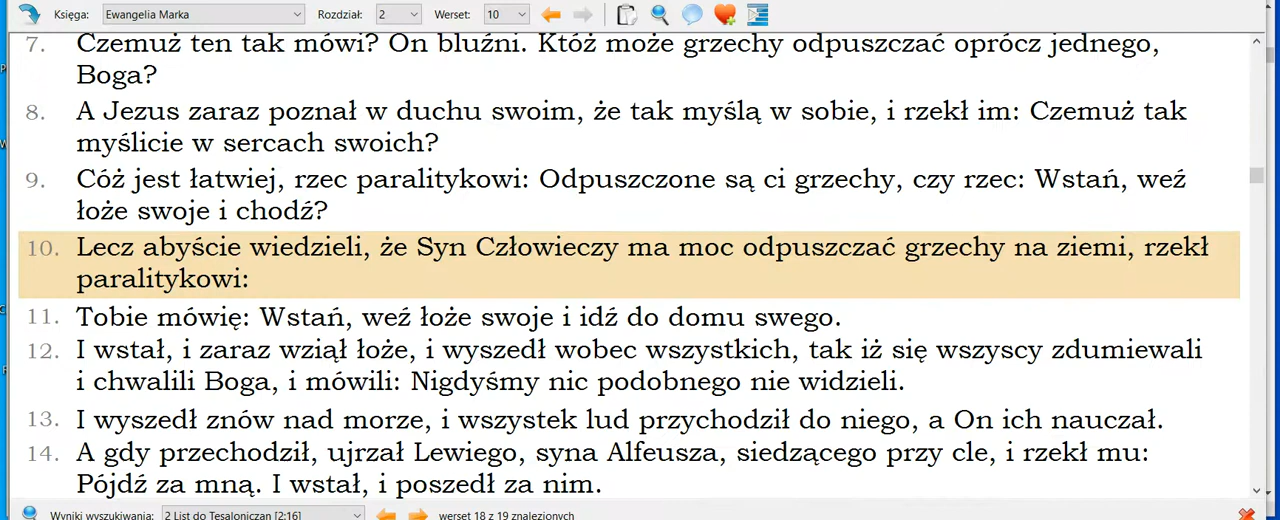 Księga: Ewangelia Marka Rozdział: 2 Werset: 10
7. Czemuż ten tak mówi? On bluźni. Któż może grzechy odpuszczać oprócz jednego,
Boga?
8. A Jezus zaraz poznał w duchu swoim, że tak myślą w sobie, i rzekł im: Czemuż tak
myślicie w sercach swoich?
9. Cóż jest łatwiej, rzec paralitykowi: Odpuszczone są ci grzechy, czy rzec: Wstań, weź
łoże swoje i chodź?
10. Lecz abyście wiedzieli, że Syn Człowieczy ma moc odpuszczać grzechy na ziemi, rzekł
paralitykowi:
11. Tobie mówię: Wstań, weź łoże swoje i idź do domu swego.
12. I wstał, i zaraz wziął łoże, i wyszedł wobec wszystkich, tak iż się wszyscy zdumiewali
i chwalili Boga, i mówili: Nigdyśmy nic podobnego nie widzieli.
13. I wyszedł znów nad morze, i wszystek lud przychodził do niego, a On ich nauczał.
14. A gdy przechodził, ujrzał Lewiego, syna Alfeusza, siedzącego przy cle, i rzekł mu:
Pójdź za mną. I wstał, i poszedł za nim.
Wyniki wyszukiwania: 2 List do Tesaloniczan [2:16] werset 18 z 19 znalezionych